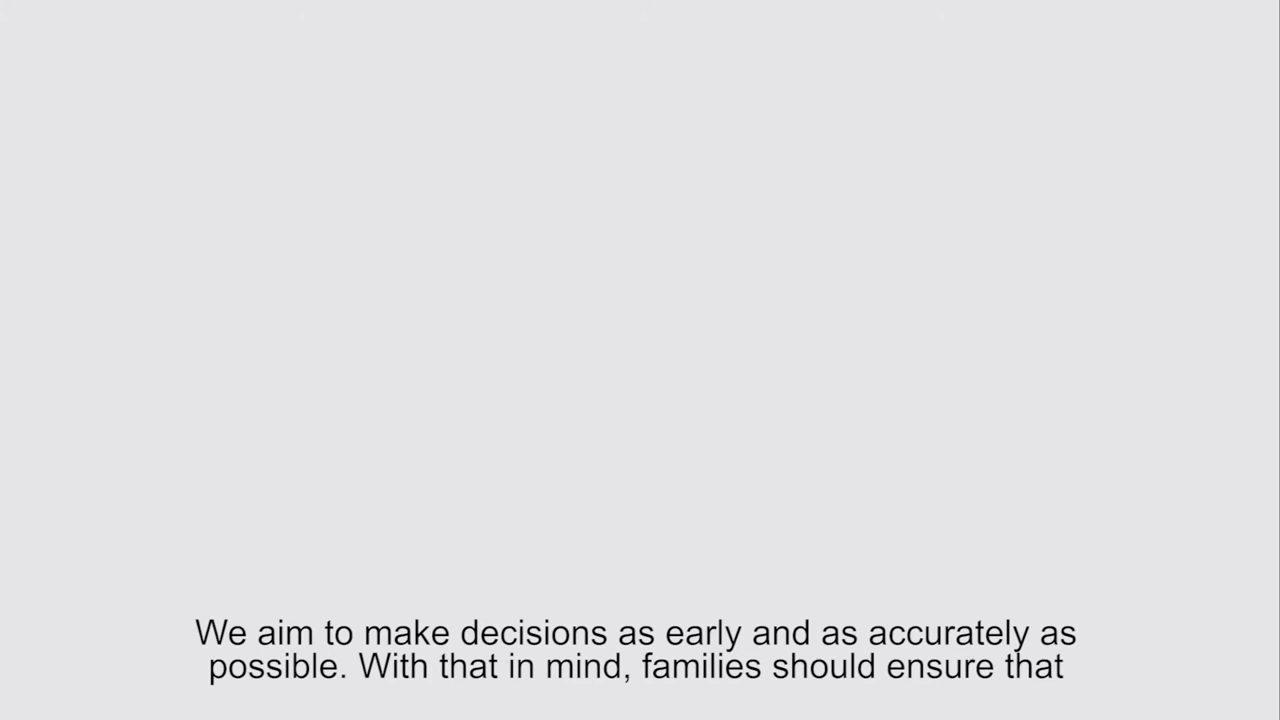 We aim to make decisions as early and as accurately as
possible. With that in mind, families should ensure that